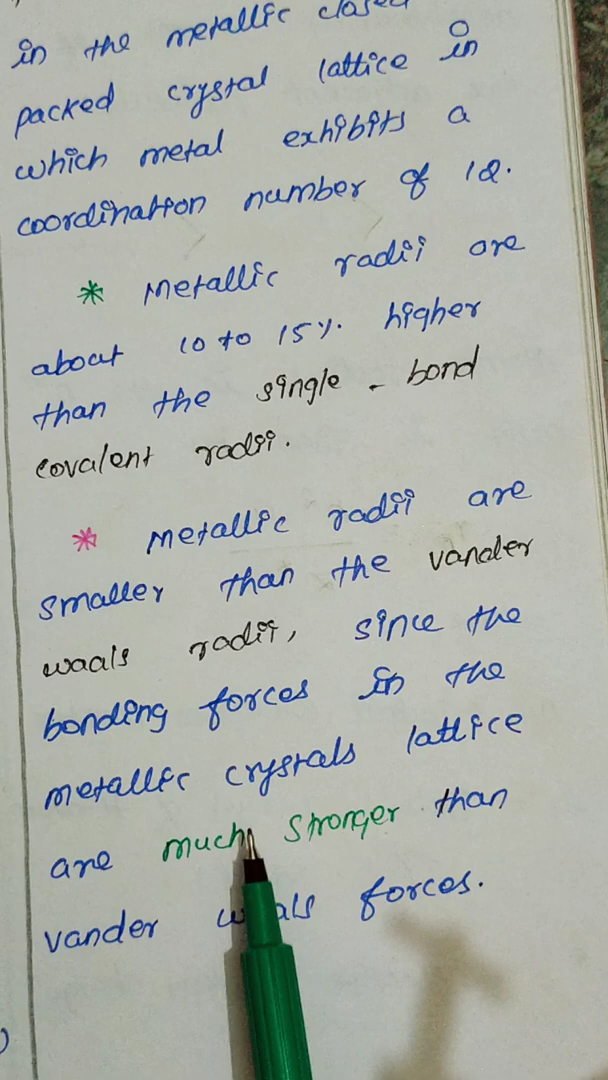 in the metallic closed
packed crystal lattice in
which metal exhibits a
coordination number of 12.
* Metallic radii are
about 10 to 15%. higher
than the single - bond
covalent radii.
* Metallic radii are
smaller than the vander
waals radii, since the
bonding forces in the
metallic crystals lattice
are much stronger than
vander waals forces.